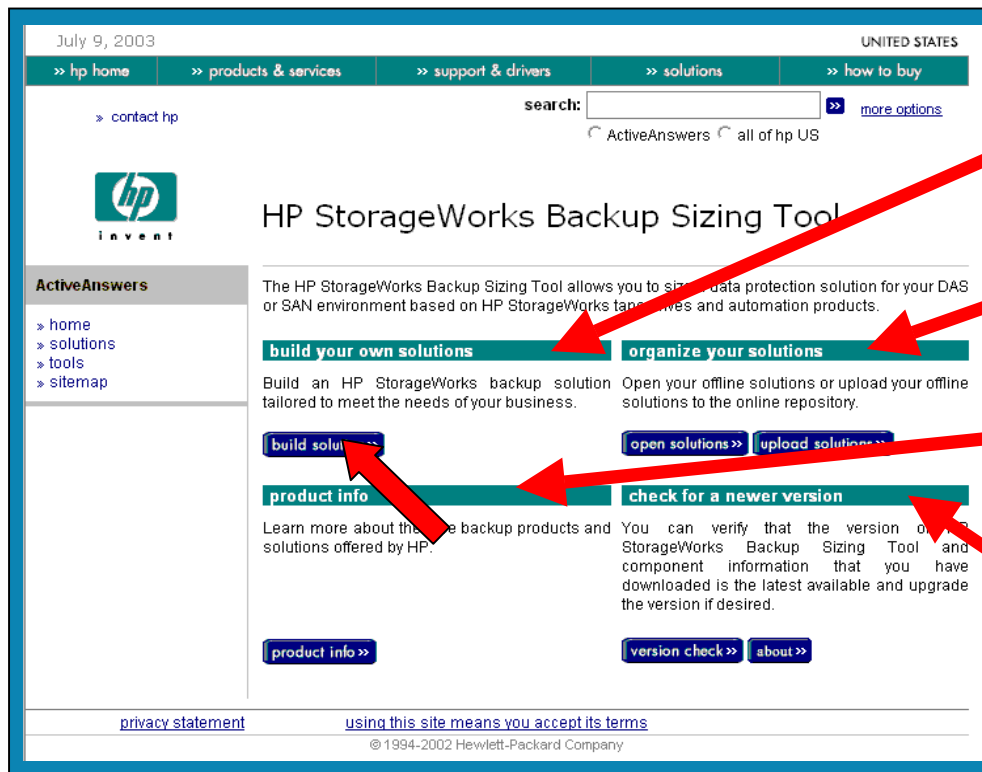 July 9, 2003
UNITED STATES
» hp home » products & services » support & drivers » solutions » how to buy
» contact hp
search: » more options
ActiveAnswers all of hp US
hp
invent
HP StorageWorks Backup Sizing Tool
ActiveAnswers
» home
» solutions
» tools
» sitemap
The HP StorageWorks Backup Sizing Tool allows you to size data protection solution for your DAS
or SAN environment based on HP StorageWorks tape drives and automation products.
build your own solutions
Build an HP StorageWorks backup solution
tailored to meet the needs of your business.
build solution »
organize your solutions
Open your offline solutions or upload your offline
solutions to the online repository.
open solutions » upload solutions »
product info
Learn more about the backup products and
solutions offered by HP.
product info »
check for a newer version
You can verify that the version of HP
StorageWorks Backup Sizing Tool and
component information that you have
downloaded is the latest available and upgrade
the version if desired.
version check » about »
privacy statement using this site means you accept its terms
© 1994-2002 Hewlett-Packard Company